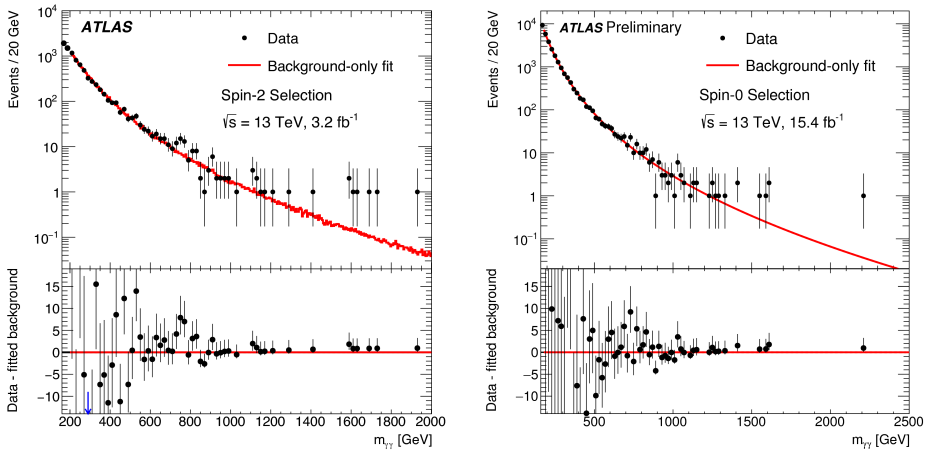 ATLAS
Data
Background-only fit
Spin-2 Selection
√s = 13 TeV, 3.2 fb⁻¹
Events / 20 GeV
10⁴
10³
10²
10
1
10⁻¹
Data - fitted background
15
10
5
0
−5
−10
200 400 600 800 1000 1200 1400 1600 1800 2000
m_γγ [GeV]
ATLAS Preliminary
Data
Background-only fit
Spin-0 Selection
√s = 13 TeV, 15.4 fb⁻¹
Events / 20 GeV
10⁴
10³
10²
10
1
10⁻¹
Data - fitted background
15
10
5
0
−5
−10
500 1000 1500 2000 2500
m_γγ [GeV]